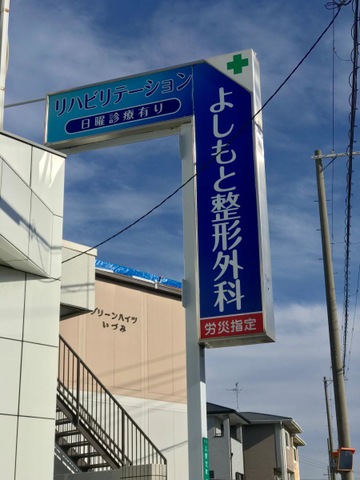 リハビリテーション
日曜診療有り
よしもと整形外科
労災指定
リーンハイツ
いづみ